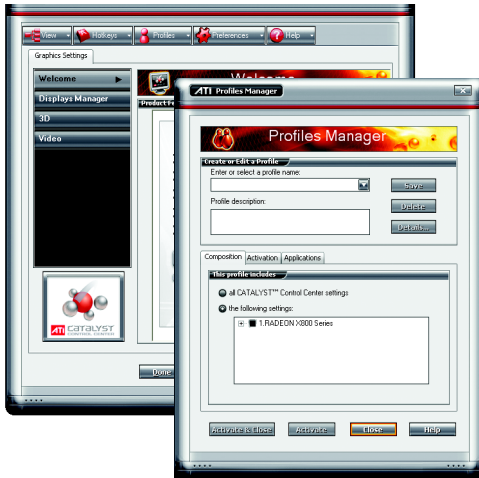 View Hotkeys Profiles Preferences Help
Graphics Settings
Welcome
Displays Manager
3D
Video
Welcome
ATI CATALYST
CONTROL CENTER
Done
ATI Profiles Manager
Profiles Manager
Create or Edit a Profile
Enter or select a profile name:
Save
Profile description:
Delete
Details...
Composition Activation Applications
This profile includes
all CATALYST™ Control Center settings
the following settings:
1.RADEON X800 Series
Activate & Close Activate Close Help